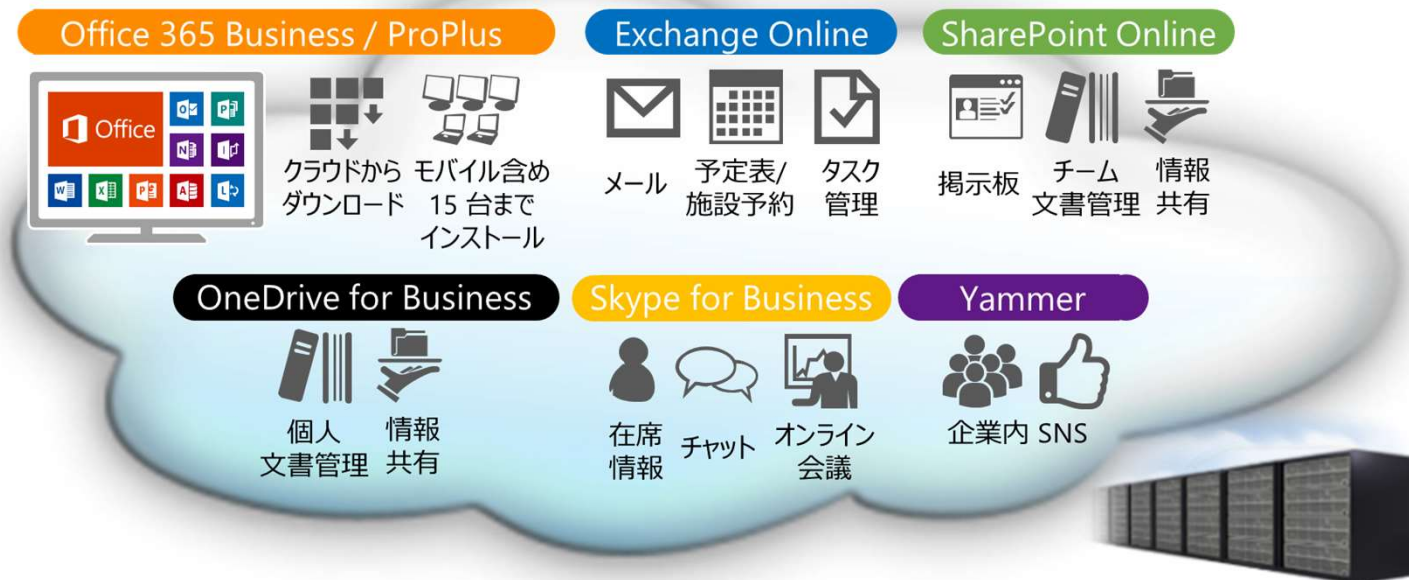 Office 365 Business / ProPlus
Office
クラウドから
ダウンロード
モバイル含め
15 台まで
インストール
Exchange Online
メール
予定表/
施設予約
タスク
管理
SharePoint Online
掲示板
チーム
文書管理
情報
共有
OneDrive for Business
個人
文書管理
情報
共有
Skype for Business
在席
情報
チャット
オンライン
会議
Yammer
企業内 SNS